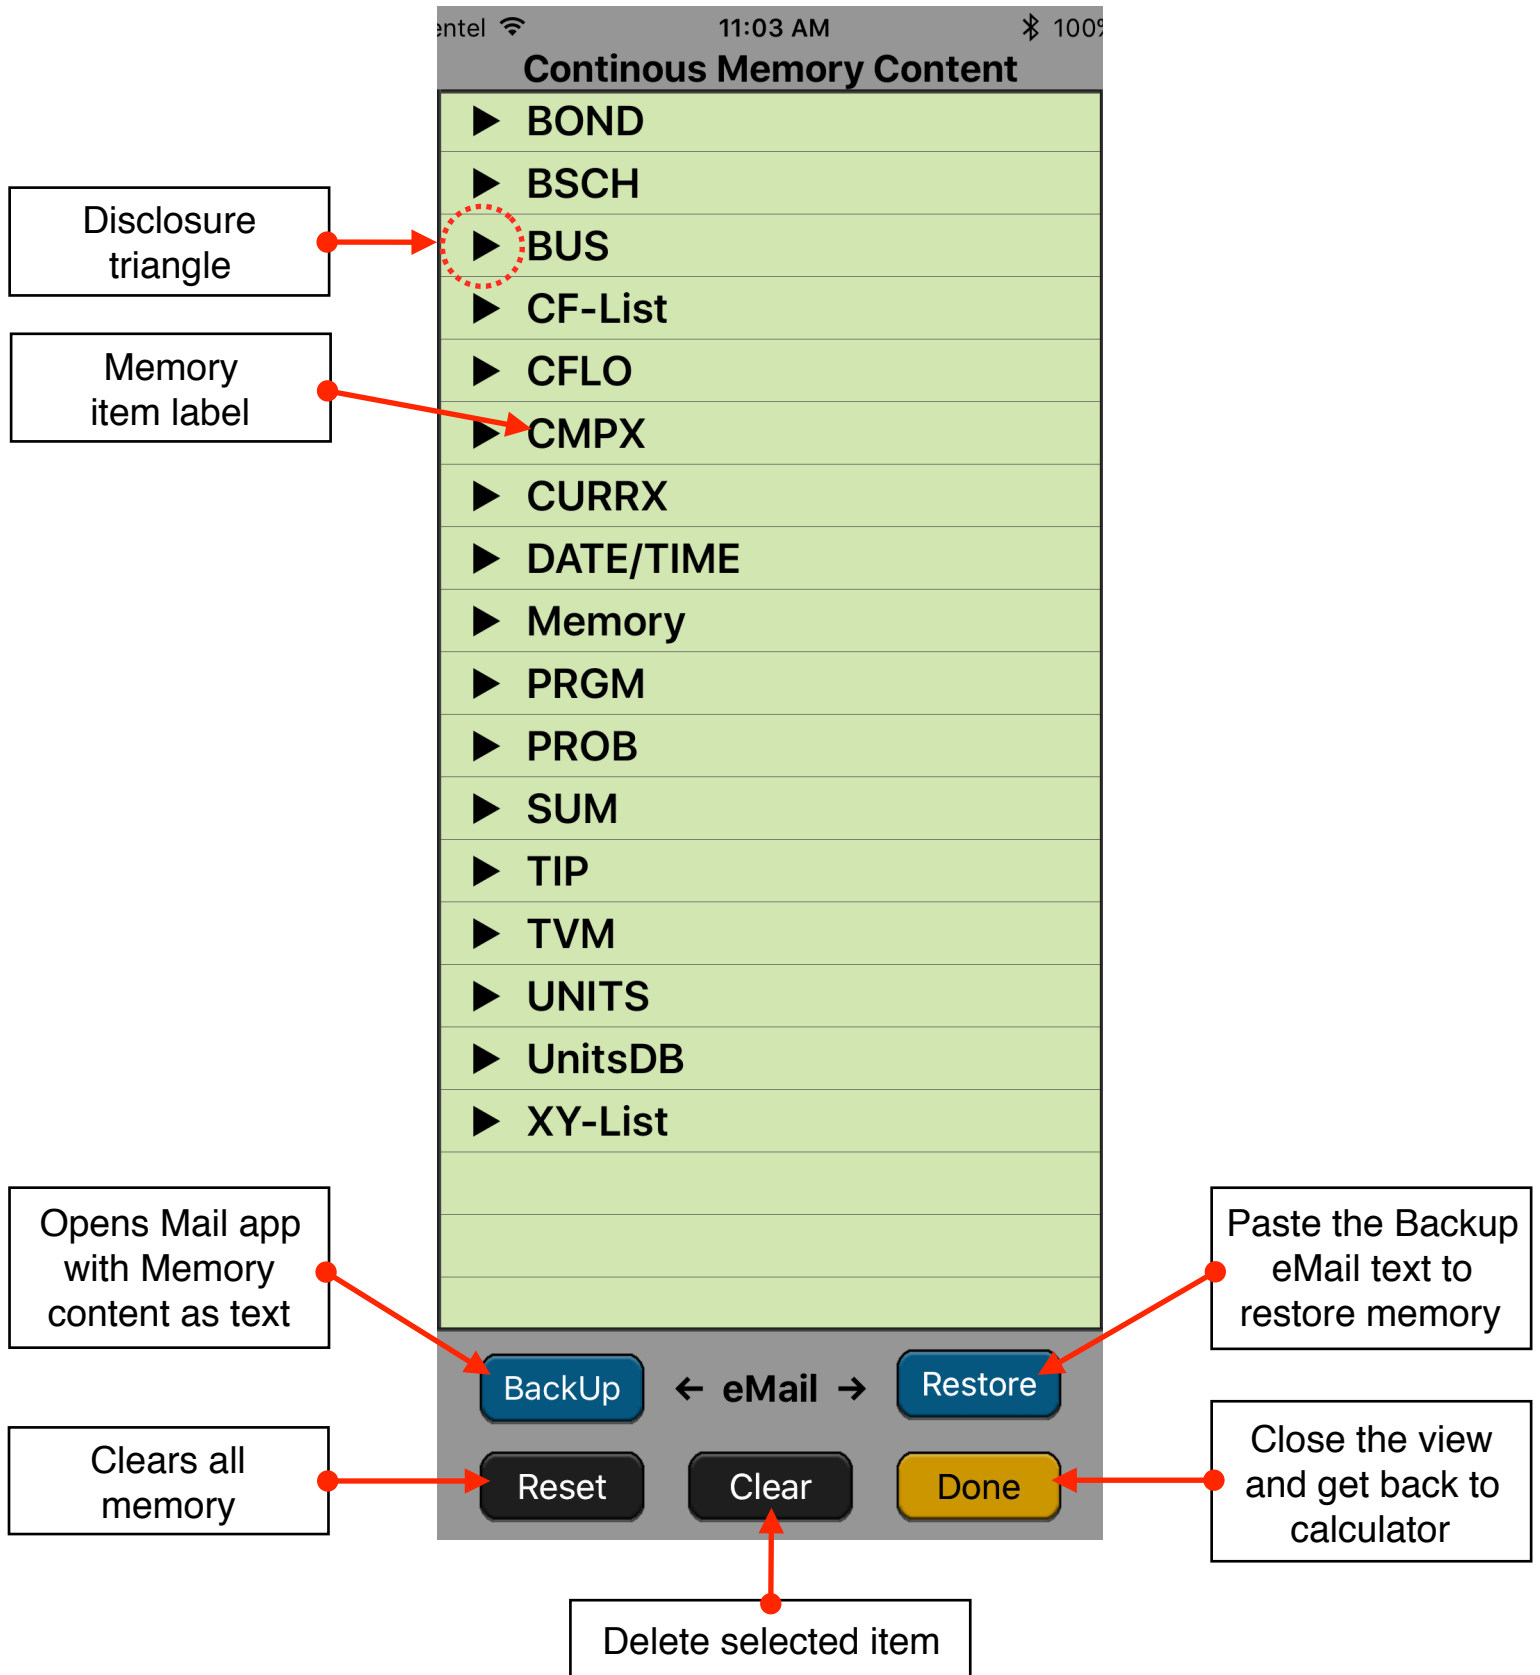 11:03 AM
Continous Memory Content
BOND
BSCH
Disclosure
triangle
BUS
CF-List
Memory
item label
CFLO
CMPX
CURRX
DATE/TIME
Memory
PRGM
PROB
SUM
TIP
TVM
UNITS
UnitsDB
XY-List
Opens Mail app
with Memory
content as text
Paste the Backup
eMail text to
restore memory
BackUp ← eMail → Restore
Clears all
memory
Reset Clear Done
Close the view
and get back to
calculator
Delete selected item